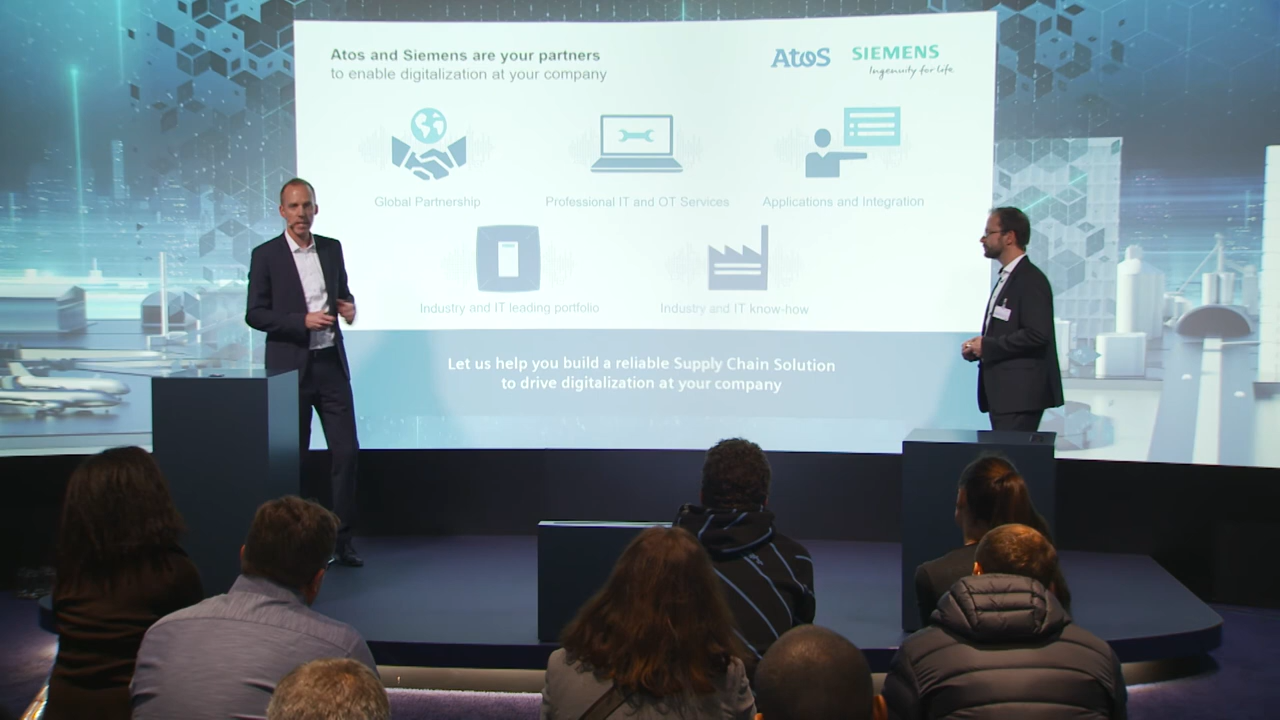 Atos and Siemens are your partners
to enable digitalization at your company
Atos
SIEMENS
Ingenuity for life
Global Partnership
Professional IT and OT Services
Applications and Integration
Industry and IT leading portfolio
Industry and IT know-how
Let us help you build a reliable Supply Chain Solution
to drive digitalization at your company